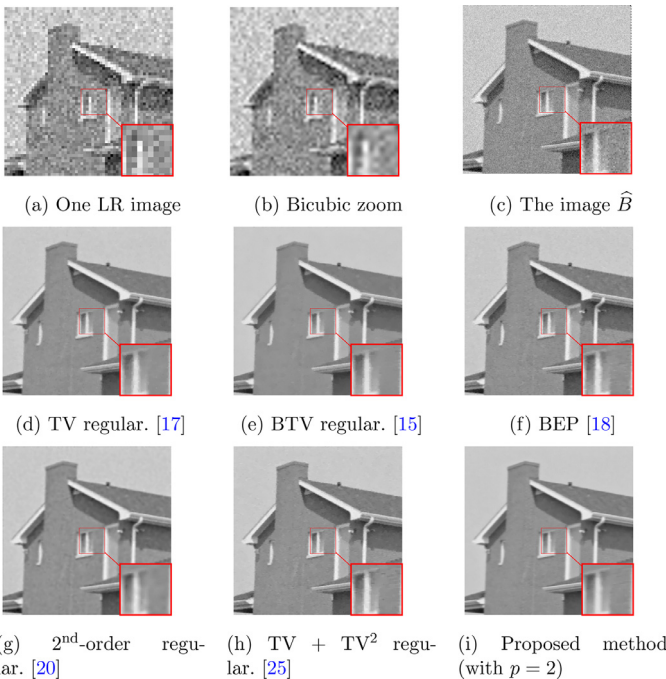 (a) One LR image
(b) Bicubic zoom
(c) The image B̂
(d) TV regular. [17]
(e) BTV regular. [15]
(f) BEP [18]
(g) 2nd-order regu-
lar. [20]
(h) TV + TV² regu-
lar. [25]
(i) Proposed method
(with p = 2)